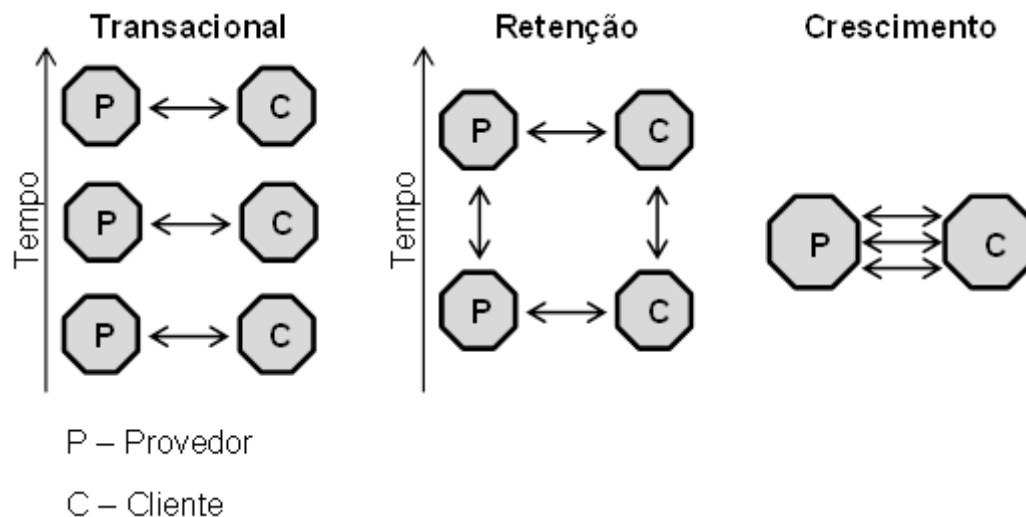 Transacional
Retenção
Crescimento
Tempo
P
C
P
C
P
C
Tempo
P
C
P
C
P
C
P – Provedor
C – Cliente